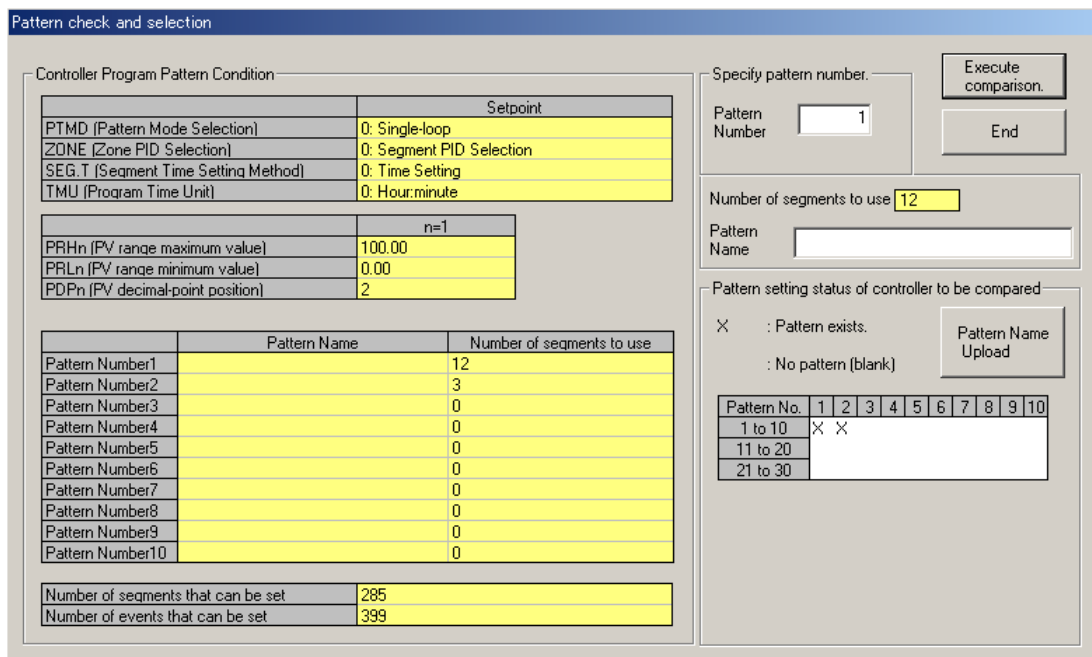 Pattern check and selection
Controller Program Pattern Condition
Setpoint
PTMD (Pattern Mode Selection) 0: Single-loop
ZONE (Zone PID Selection) 0: Segment PID Selection
SEG.T (Segment Time Setting Method) 0: Time Setting
TMU (Program Time Unit) 0: Hour:minute
n=1
PRHn (PV range maximum value) 100.00
PRLn (PV range minimum value) 0.00
PDPn (PV decimal-point position) 2
Pattern Name Number of segments to use
Pattern Number1 12
Pattern Number2 3
Pattern Number3 0
Pattern Number4 0
Pattern Number5 0
Pattern Number6 0
Pattern Number7 0
Pattern Number8 0
Pattern Number9 0
Pattern Number10 0
Number of segments that can be set 285
Number of events that can be set 399
Specify pattern number.
Pattern
Number 1
Execute
comparison.
End
Number of segments to use 12
Pattern
Name
Pattern setting status of controller to be compared
X : Pattern exists.
: No pattern (blank)
Pattern Name
Upload
Pattern No. 1 2 3 4 5 6 7 8 9 10
1 to 10 X X
11 to 20
21 to 30